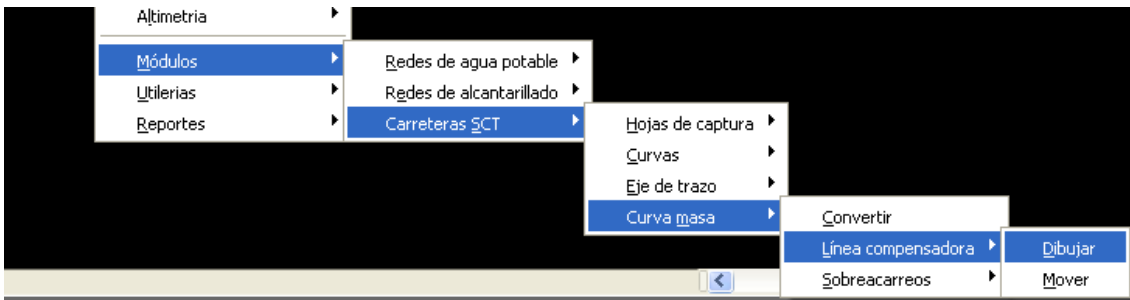 Altimetria
Módulos
Utilerias
Reportes
Redes de agua potable
Redes de alcantarillado
Carreteras SCT
Hojas de captura
Curvas
Eje de trazo
Curva masa
Convertir
Línea compensadora
Sobreacarreos
Dibujar
Mover